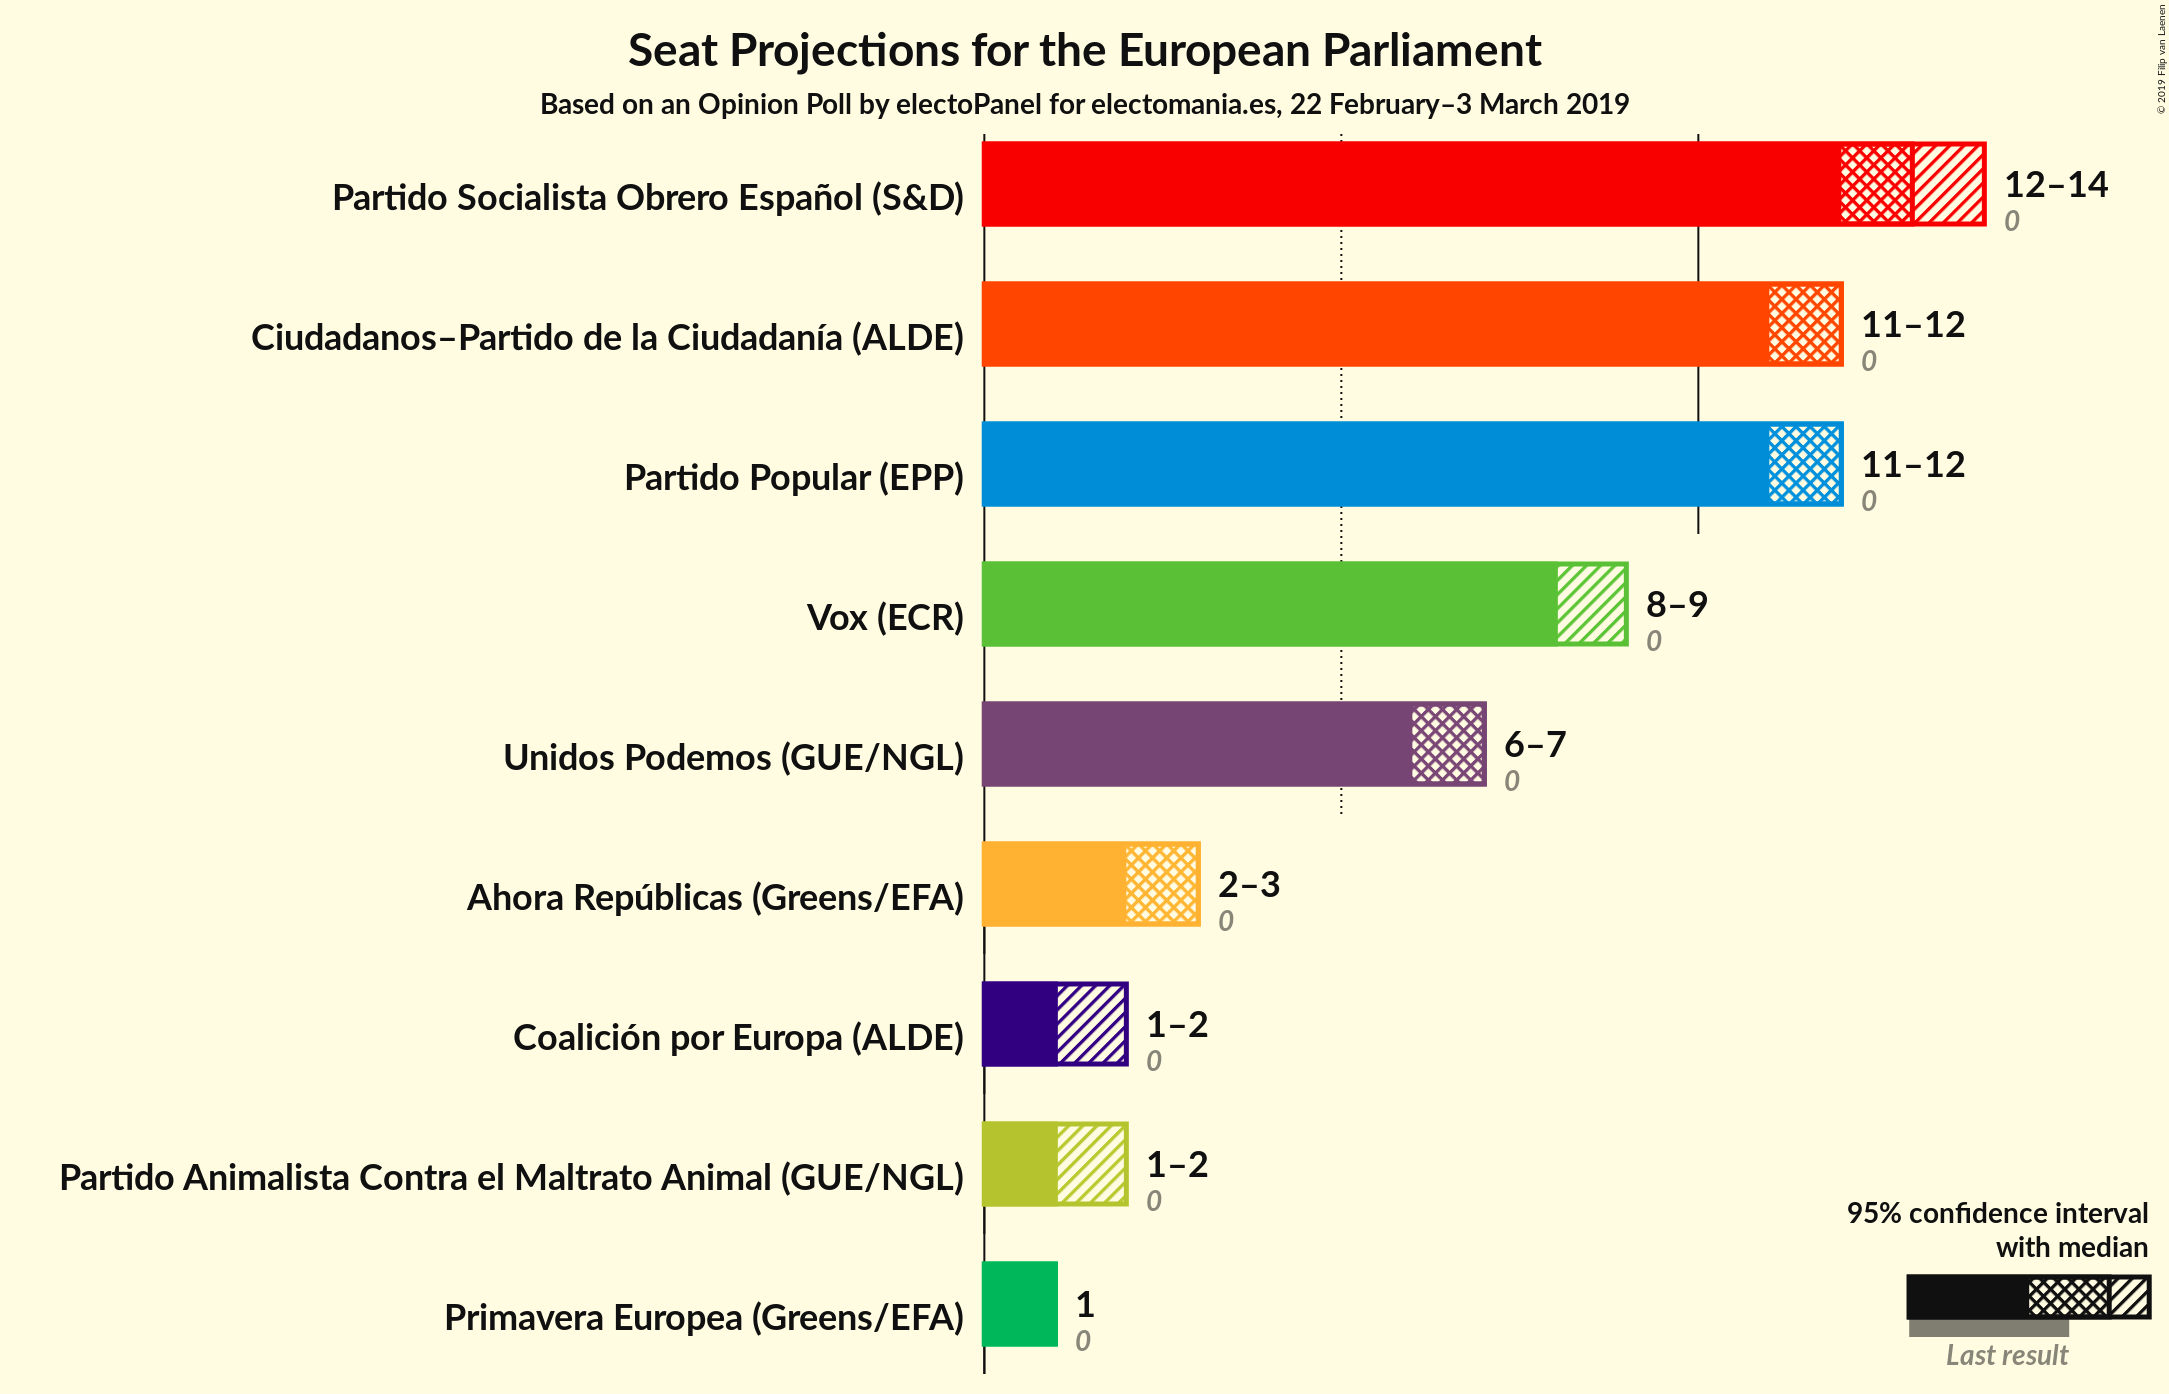 Seat Projections for the European Parliament
Based on an Opinion Poll by electoPanel for electomania.es, 22 February–3 March 2019
© 2019 Filip van Laenen
Partido Socialista Obrero Español (S&D)
12–14
0
Ciudadanos–Partido de la Ciudadanía (ALDE)
11–12
0
Partido Popular (EPP)
11–12
0
Vox (ECR)
8–9
0
Unidos Podemos (GUE/NGL)
6–7
0
Ahora Repúblicas (Greens/EFA)
2–3
0
Coalición por Europa (ALDE)
1–2
0
Partido Animalista Contra el Maltrato Animal (GUE/NGL)
1–2
0
Primavera Europea (Greens/EFA)
1
0
95% confidence interval
with median
Last result